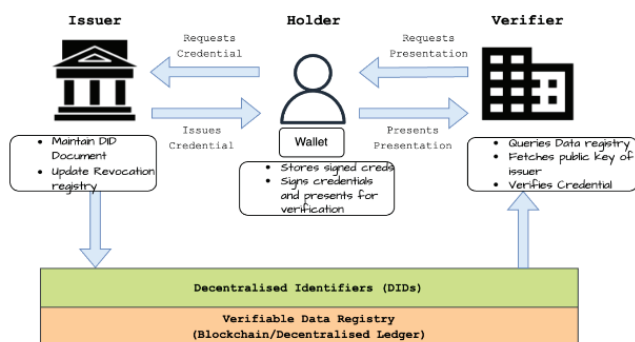 Issuer
Holder
Verifier
Requests
Credential
Requests
Presentation
Issues
Credential
Presents
Presentation
Wallet
• Maintain DID
Document
• Update Revocation
registry
• Stores signed creds
• Signs credentials
and presents for
verification
• Queries Data registry
• Fetches public key of
issuer
• Verifies Credential
Decentralised Identifiers (DIDs)
Verifiable Data Registry
(Blockchain/Decentralised Ledger)